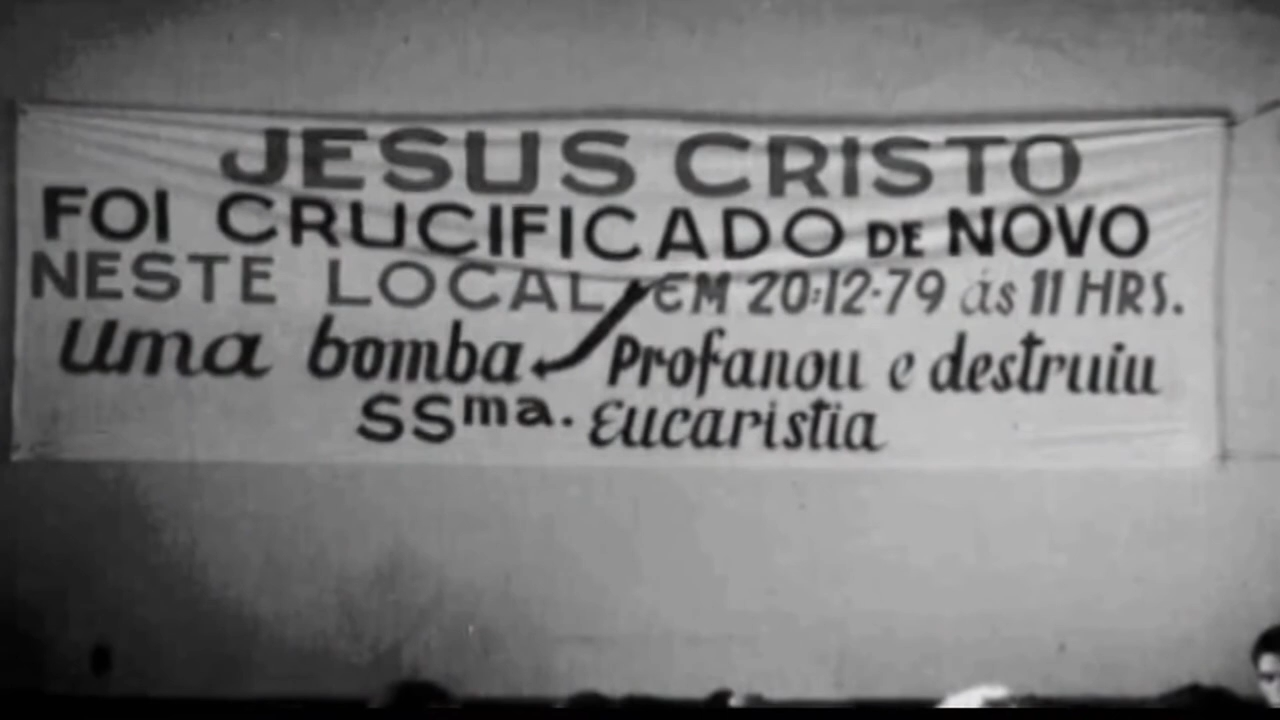 JESUS CRISTO
FOI CRUCIFICADO DE NOVO
NESTE LOCAL EM 20-12-79 ás 11 HRS.
Uma bomba Profanou e destruiu
SSma. Eucaristia